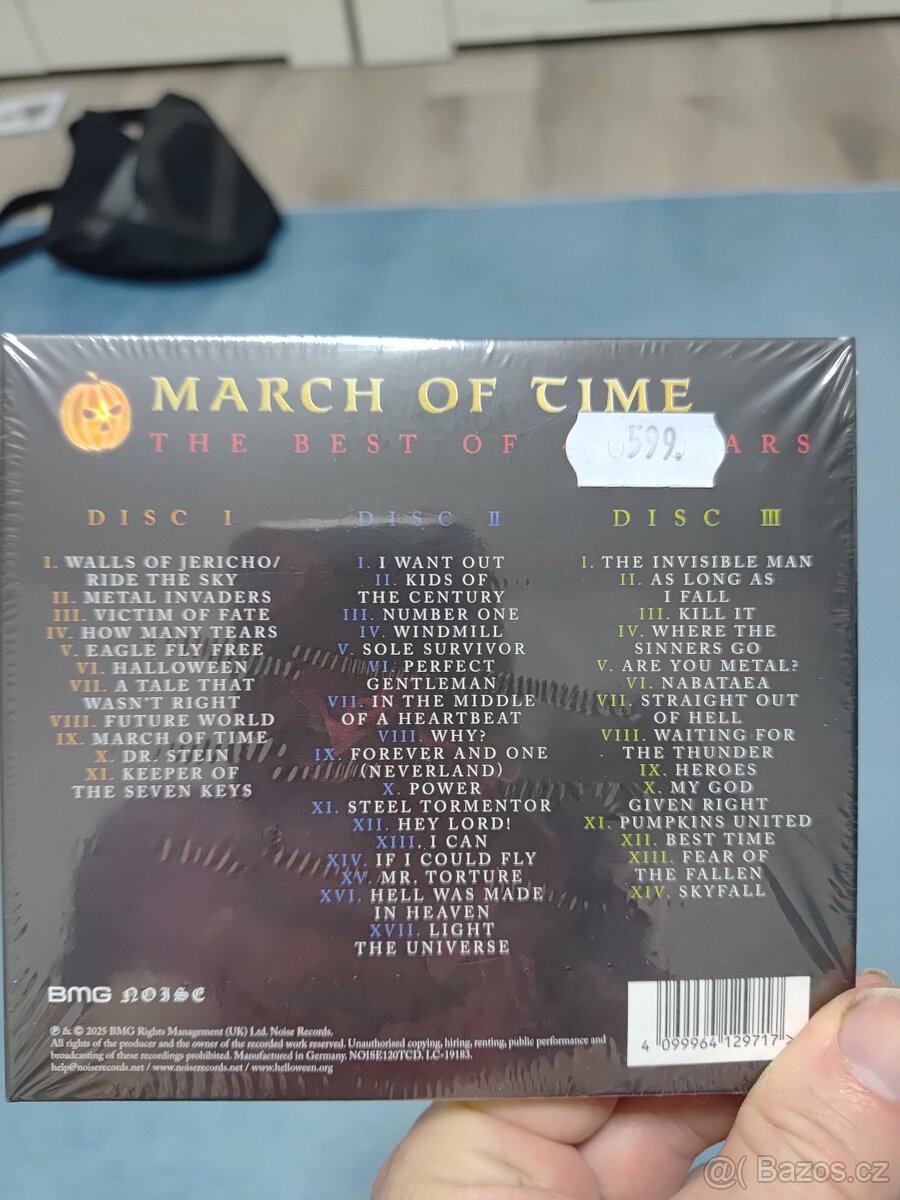 MARCH OF TIME
THE BEST OF
ARS
599.
DISC I
I. WALLS OF JERICHO/
RIDE THE SKY
II. METAL INVADERS
III. VICTIM OF FATE
IV. HOW MANY TEARS
V. EAGLE FLY FREE
VI. HALLOWEEN
VII. A TALE THAT
WASN'T RIGHT
VIII. FUTURE WORLD
IX. MARCH OF TIME
X. DR. STEIN
XI. KEEPER OF
THE SEVEN KEYS
DISC II
I. I WANT OUT
II. KIDS OF
THE CENTURY
III. NUMBER ONE
IV. WINDMILL
V. SOLE SURVIVOR
VI. PERFECT
GENTLEMAN
VII. IN THE MIDDLE
OF A HEARTBEAT
VIII. WHY?
IX. FOREVER AND ONE
(NEVERLAND)
X. POWER
XI. STEEL TORMENTOR
XII. HEY LORD!
XIII. I CAN
XIV. IF I COULD FLY
XV. MR. TORTURE
XVI. HELL WAS MADE
IN HEAVEN
XVII. LIGHT
THE UNIVERSE
DISC III
I. THE INVISIBLE MAN
II. AS LONG AS
I FALL
III. KILL IT
IV. WHERE THE
SINNERS GO
V. ARE YOU METAL?
VI. NABATAEA
VII. STRAIGHT OUT
OF HELL
VIII. WAITING FOR
THE THUNDER
IX. HEROES
X. MY GOD
GIVEN RIGHT
XI. PUMPKINS UNITED
XII. BEST TIME
XIII. FEAR OF
THE FALLEN
XIV. SKYFALL
BMG NOISE
℗ & © 2025 BMG Rights Management (UK) Ltd. Noise Records.
All rights of the producer and the owner of the recorded work reserved. Unauthorised copying, hiring, renting, public performance and
broadcasting of these recordings prohibited. Manufactured in Germany. NOISE120TCD. LC-19183.
help@noiserecords.net / www.noiserecords.net / www.helloween.org
4 099964 129717 >
@( Bazos.cz